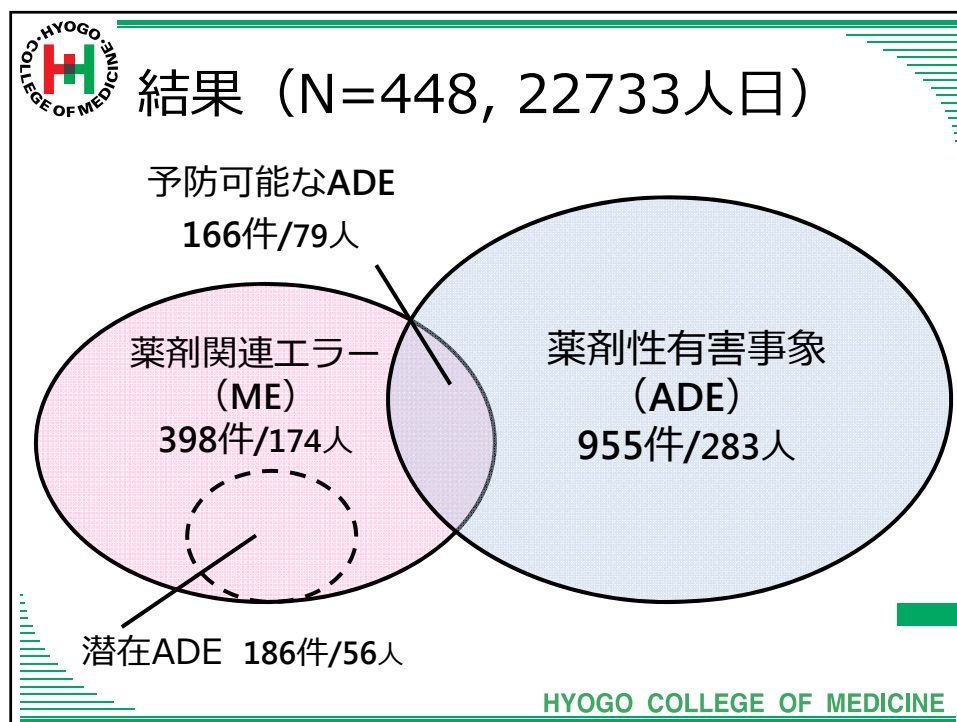 HYOGO COLLEGE OF MEDICINE
結果（N=448, 22733人日）
予防可能なADE
166件/79人
薬剤関連エラー
（ME）
398件/174人
薬剤性有害事象
（ADE）
955件/283人
潜在ADE 186件/56人
HYOGO COLLEGE OF MEDICINE